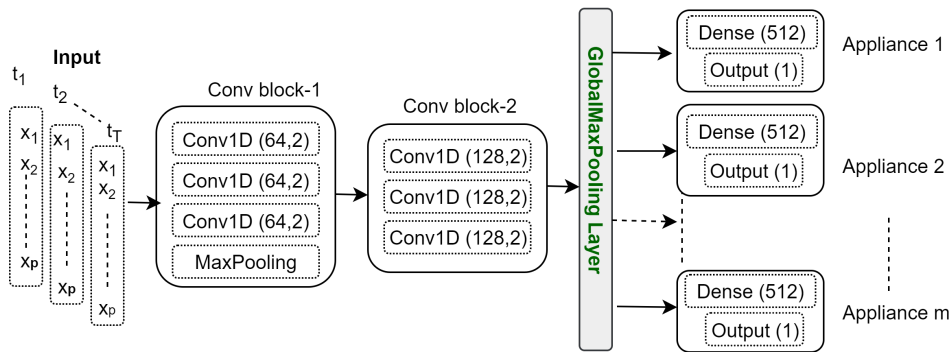 Input
t1
t2
tT
x1
x2
xp
x1
x2
xp
x1
x2
xp
Conv block-1
Conv1D (64,2)
Conv1D (64,2)
Conv1D (64,2)
MaxPooling
Conv block-2
Conv1D (128,2)
Conv1D (128,2)
Conv1D (128,2)
GlobalMaxPooling Layer
Dense (512)
Output (1)
Appliance 1
Dense (512)
Output (1)
Appliance 2
Dense (512)
Output (1)
Appliance m